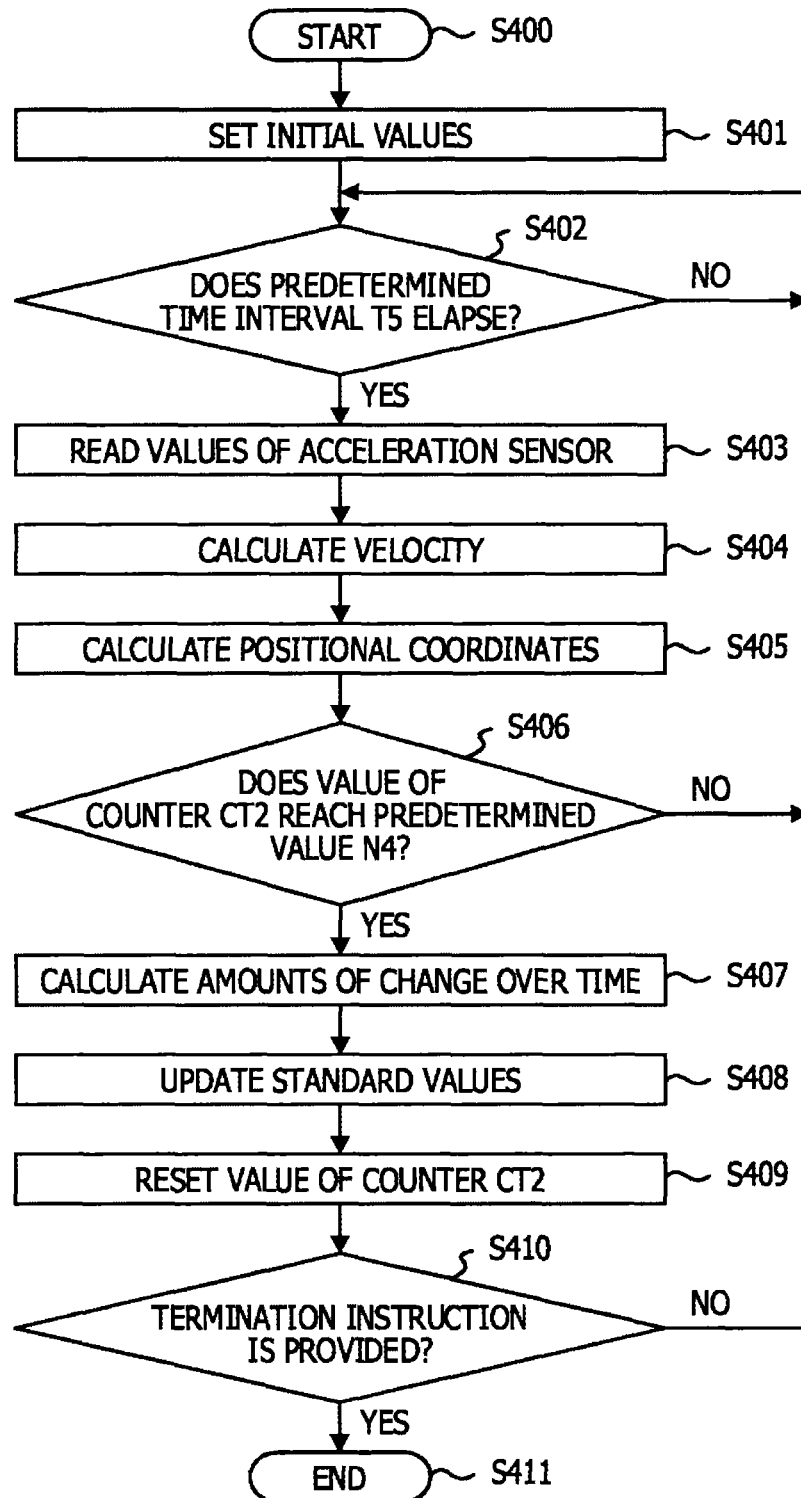 START
S400
SET INITIAL VALUES
S401
S402
DOES PREDETERMINED
TIME INTERVAL T5 ELAPSE?
NO
YES
READ VALUES OF ACCELERATION SENSOR
S403
CALCULATE VELOCITY
S404
CALCULATE POSITIONAL COORDINATES
S405
S406
DOES VALUE OF
COUNTER CT2 REACH PREDETERMINED
VALUE N4?
NO
YES
CALCULATE AMOUNTS OF CHANGE OVER TIME
S407
UPDATE STANDARD VALUES
S408
RESET VALUE OF COUNTER CT2
S409
S410
TERMINATION INSTRUCTION
IS PROVIDED?
NO
YES
END
S411